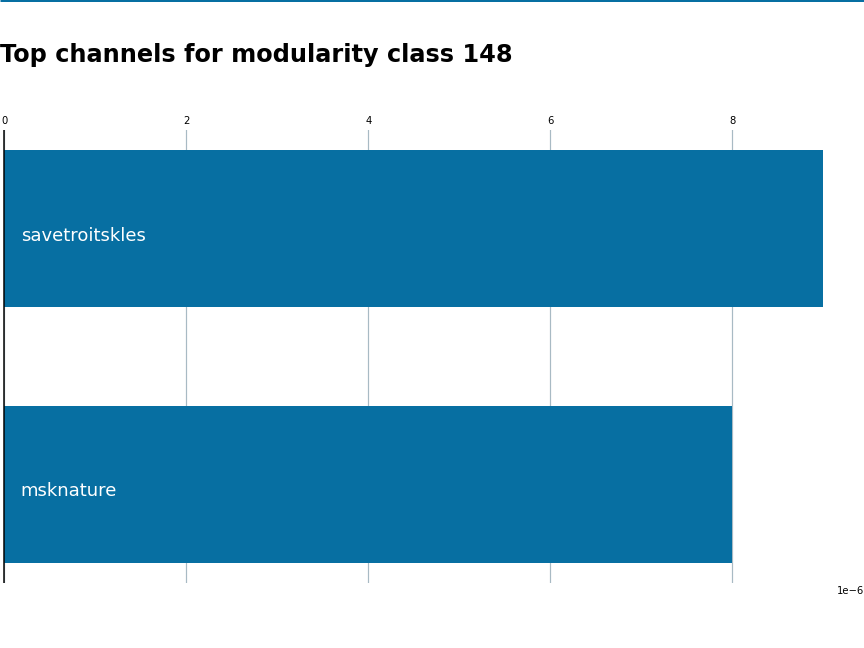 Top channels for modularity class 148
0 2 4 6 8
savetroitskles
msknature
1e−6